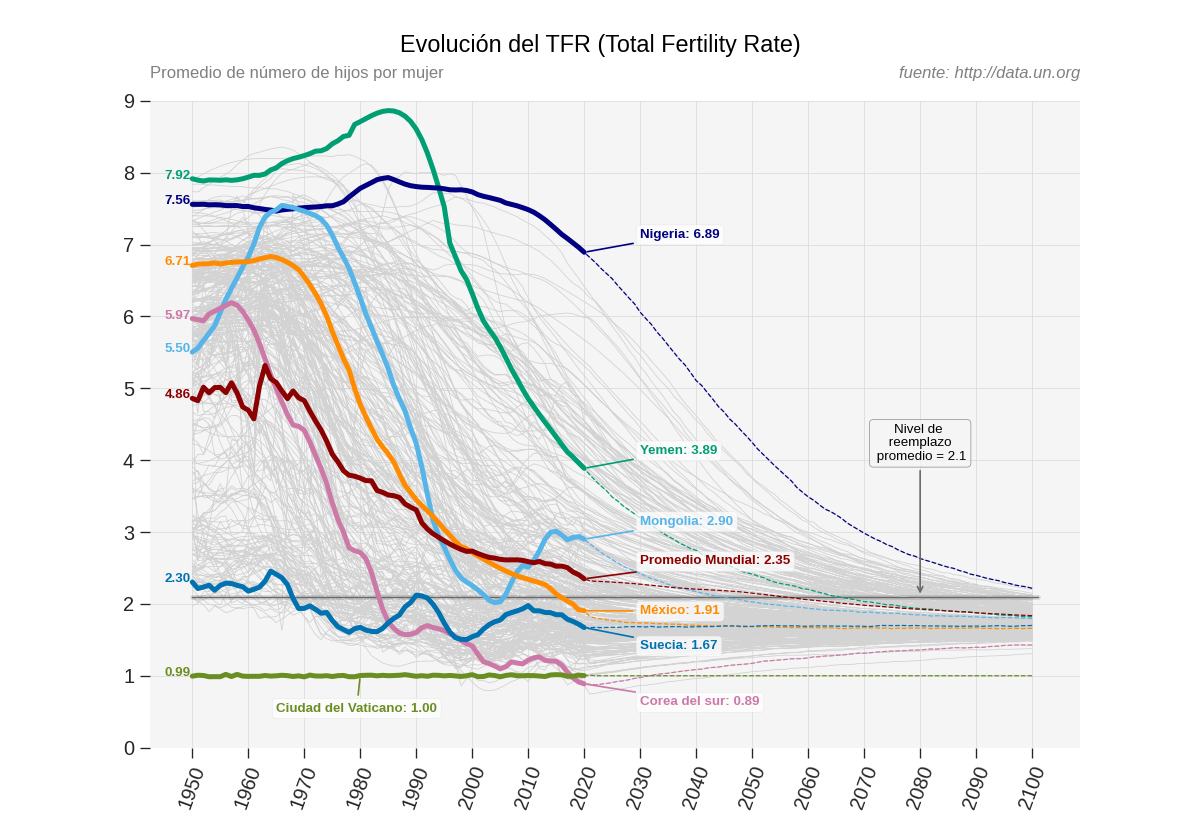 Evolución del TFR (Total Fertility Rate)
Promedio de número de hijos por mujer
fuente: http://data.un.org
9
8
7
6
5
4
3
2
1
0
7.92
7.56
6.71
5.97
5.50
4.86
2.30
0.99
Nigeria: 6.89
Nivel de
reemplazo
promedio = 2.1
Yemen: 3.89
Mongolia: 2.90
Promedio Mundial: 2.35
México: 1.91
Suecia: 1.67
Corea del sur: 0.89
Ciudad del Vaticano: 1.00
1950
1960
1970
1980
1990
2000
2010
2020
2030
2040
2050
2060
2070
2080
2090
2100